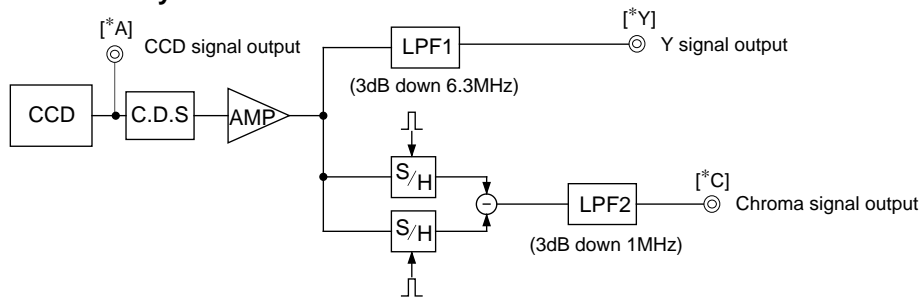 [*A]
CCD signal output
[*Y]
Y signal output
LPF1
(3dB down 6.3MHz)
CCD
C.D.S
AMP
S/H
S/H
LPF2
(3dB down 1MHz)
[*C]
Chroma signal output